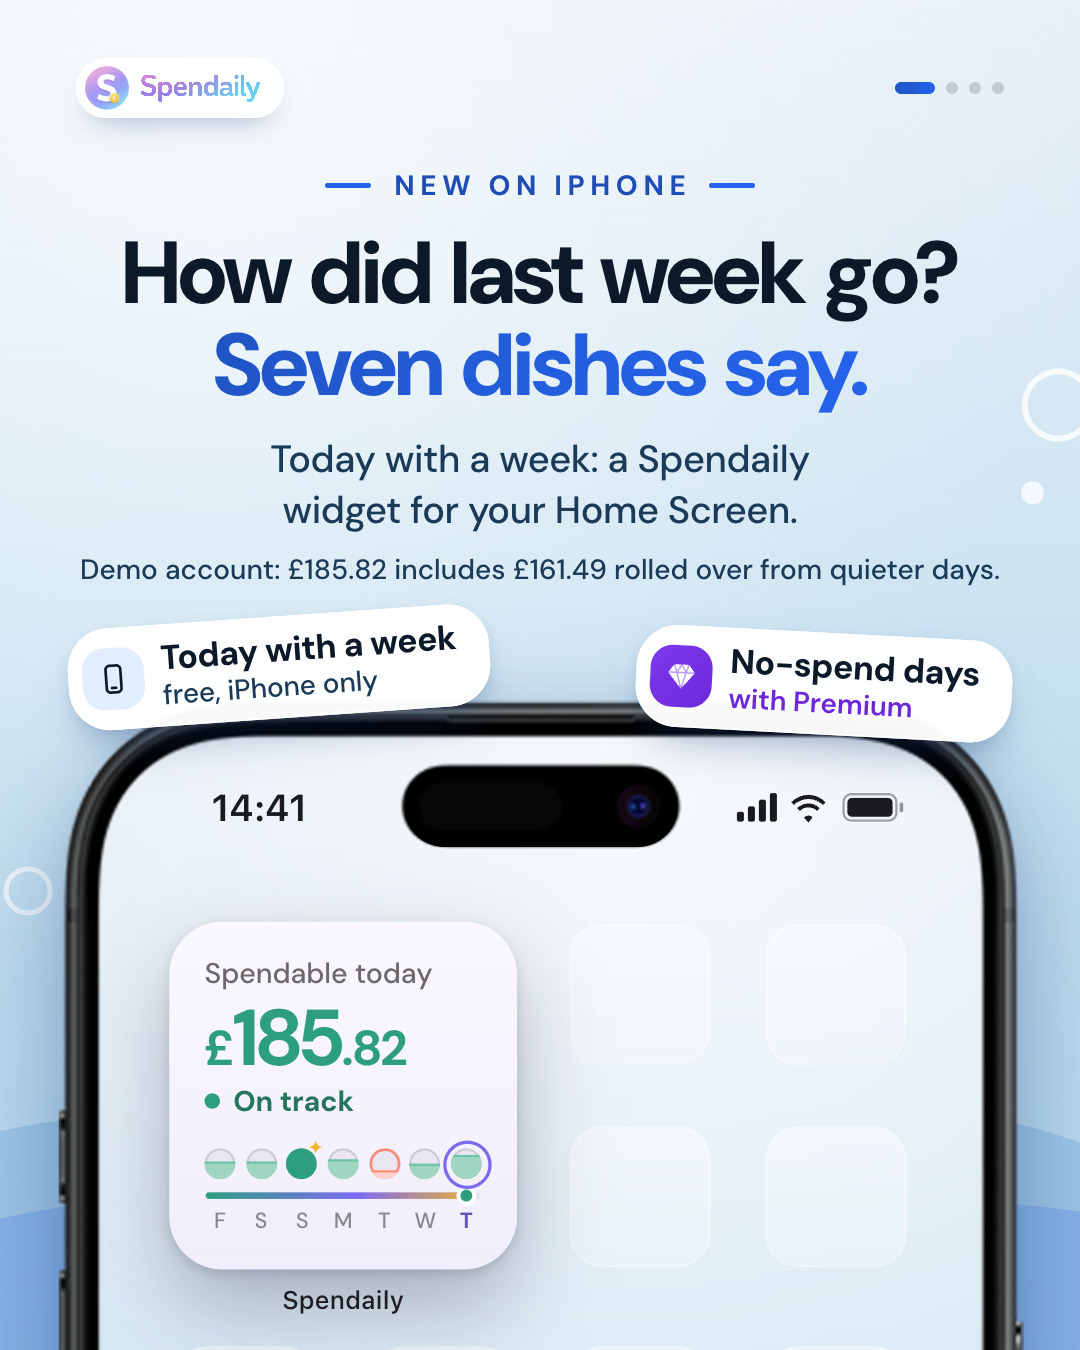 Spendaily
NEW ON IPHONE
How did last week go?
Seven dishes say.
Today with a week: a Spendaily
widget for your Home Screen.
Demo account: £185.82 includes £161.49 rolled over from quieter days.
Today with a week
free, iPhone only
No-spend days
with Premium
14:41
Spendable today
£185.82
On track
F S S M T W T
Spendaily